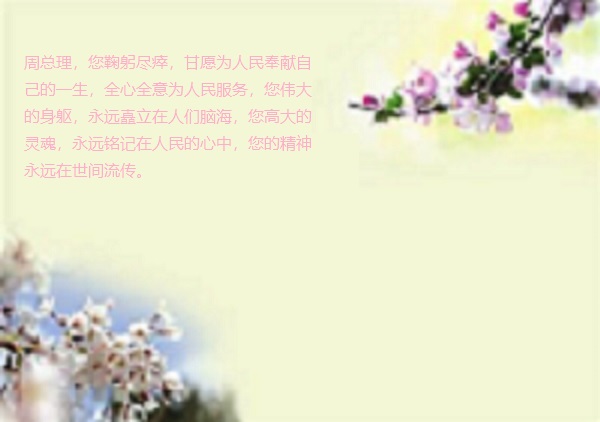 周总理，您鞠躬尽瘁，甘愿为人民奉献自
己的一生，全心全意为人民服务，您伟大
的身躯，永远矗立在人们脑海，您高大的
灵魂，永远铭记在人民的心中，您的精神
永远在世间流传。